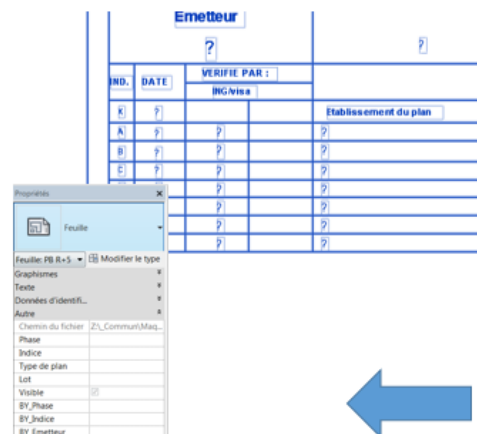 Emetteur
? ?
IND. DATE VERIFIE PAR :
ING/visa
K ? Etablissement du plan
A ? ? ?
B ? ? ?
C ? ? ?
? ?
? ?
? ?
? ?
Propriétés
Feuille
Feuille: PB R+5 Modifier le type
Graphismes
Texte
Données d'identifi...
Autre
Chemin du fichier Z:\_Commun\Maq...
Phase
Indice
Type de plan
Lot
Visible
BY_Phase
BY_Indice
BY_Emetteur